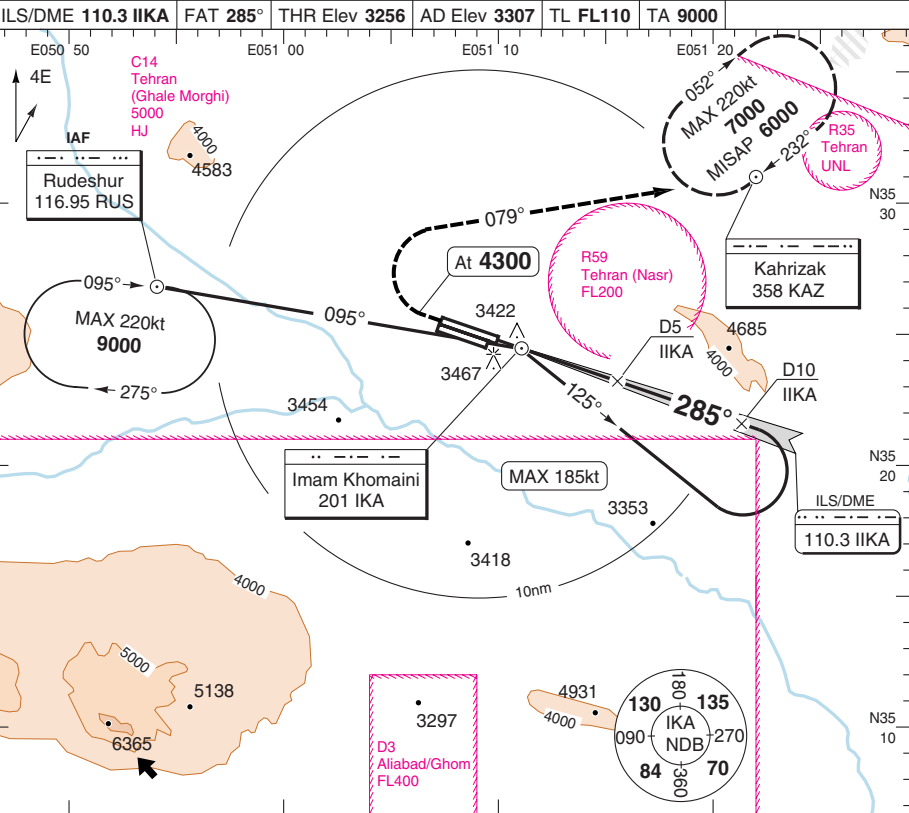 ILS/DME 110.3 IIKA FAT 285° THR Elev 3256 AD Elev 3307 TL FL110 TA 9000
E050 50 E051 00 E051 10 E051 20
4E
C14
Tehran
(Ghale Morghi)
5000
HJ
4000
4583
IAF
Rudeshur
116.95 RUS
052°
MAX 220kt
7000
MISAP 6000
232°
R35
Tehran
UNL
N35
30
079°
At 4300
R59
Tehran (Nasr)
FL200
Kahrizak
358 KAZ
095°
MAX 220kt
9000
275°
095°
3422
3467
D5
IIKA
4685
4000
D10
IIKA
125°
285°
3454
Imam Khomaini
201 IKA
MAX 185kt
N35
20
ILS/DME
110.3 IIKA
3353
3418
10nm
4000
5000
5138
6365
3297
D3
Aliabad/Ghom
FL400
4931
4000
180
130 135
IKA
090 270
NDB
84 70
360
N35
10